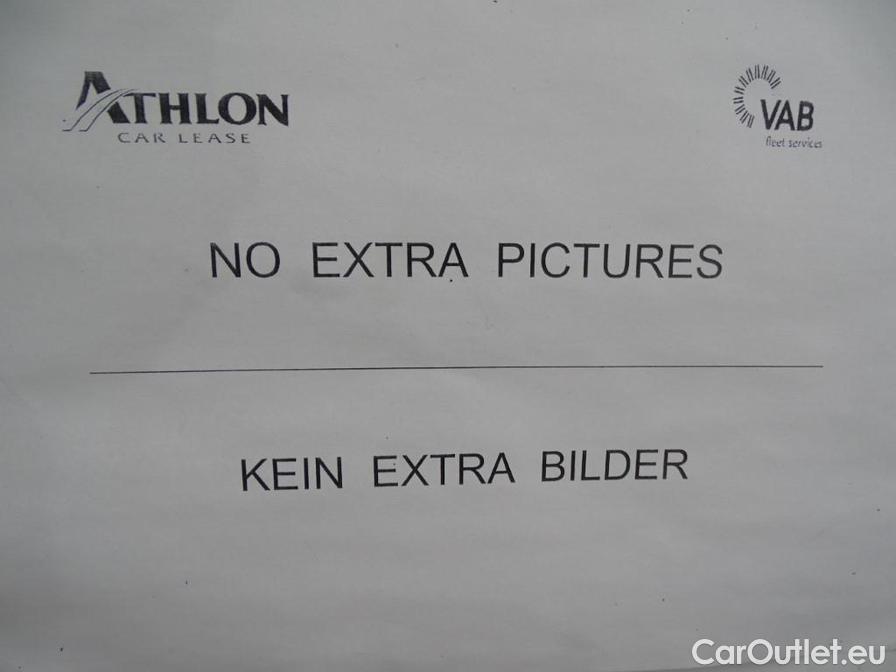 ATHLON
CAR LEASE
VAB
fleet services
NO EXTRA PICTURES
KEIN EXTRA BILDER
CarOutlet.eu